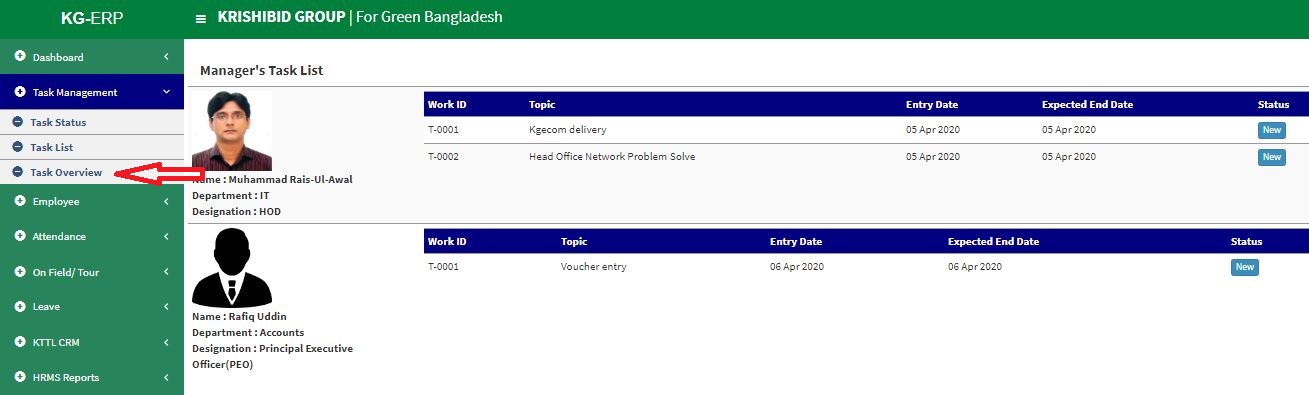 KG-ERP
KRISHIBID GROUP | For Green Bangladesh
Dashboard
Task Management
Task Status
Task List
Task Overview
Employee
Attendance
On Field/ Tour
Leave
KTTL CRM
HRMS Reports
Manager's Task List
Work ID Topic Entry Date Expected End Date Status
T-0001 Kgecom delivery 05 Apr 2020 05 Apr 2020 New
T-0002 Head Office Network Problem Solve 05 Apr 2020 05 Apr 2020 New
Name : Muhammad Rais-Ul-Awal
Department : IT
Designation : HOD
Work ID Topic Entry Date Expected End Date Status
T-0001 Voucher entry 06 Apr 2020 06 Apr 2020 New
Name : Rafiq Uddin
Department : Accounts
Designation : Principal Executive
Officer(PEO)